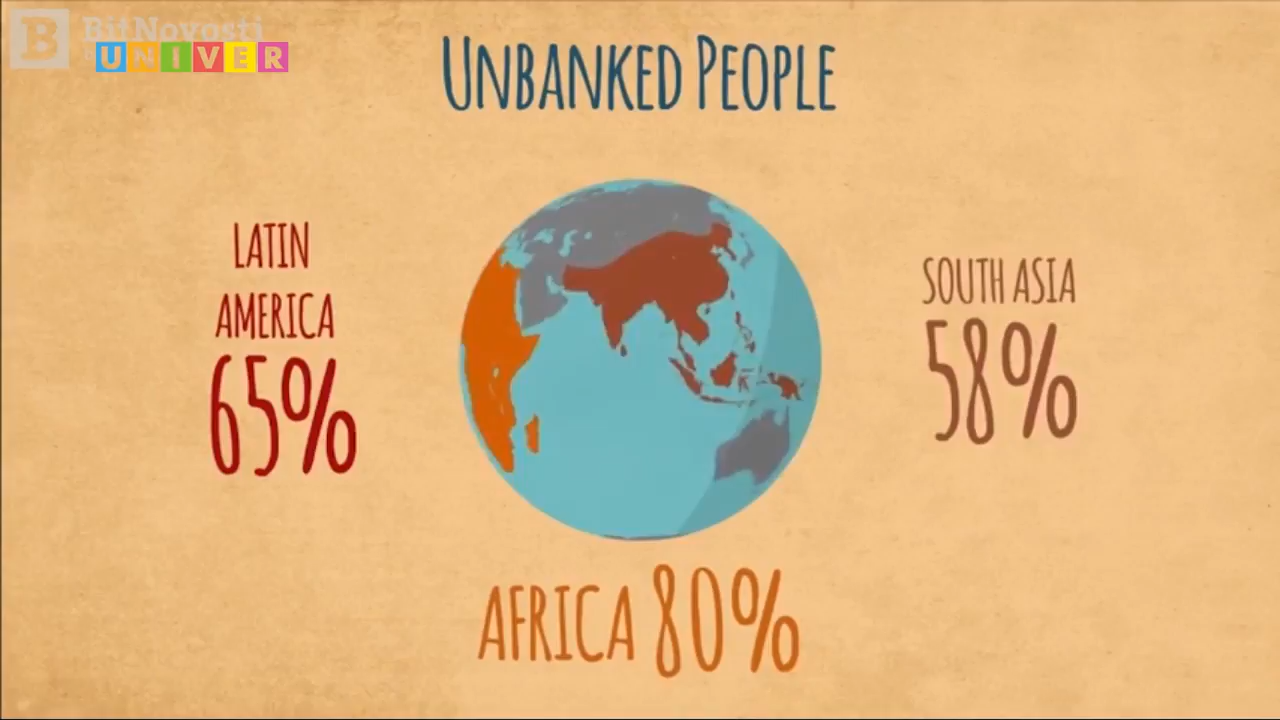 B BitNovosti
UNIVER
UNBANKED PEOPLE
LATIN
AMERICA
65%
SOUTH ASIA
58%
AFRICA 80%